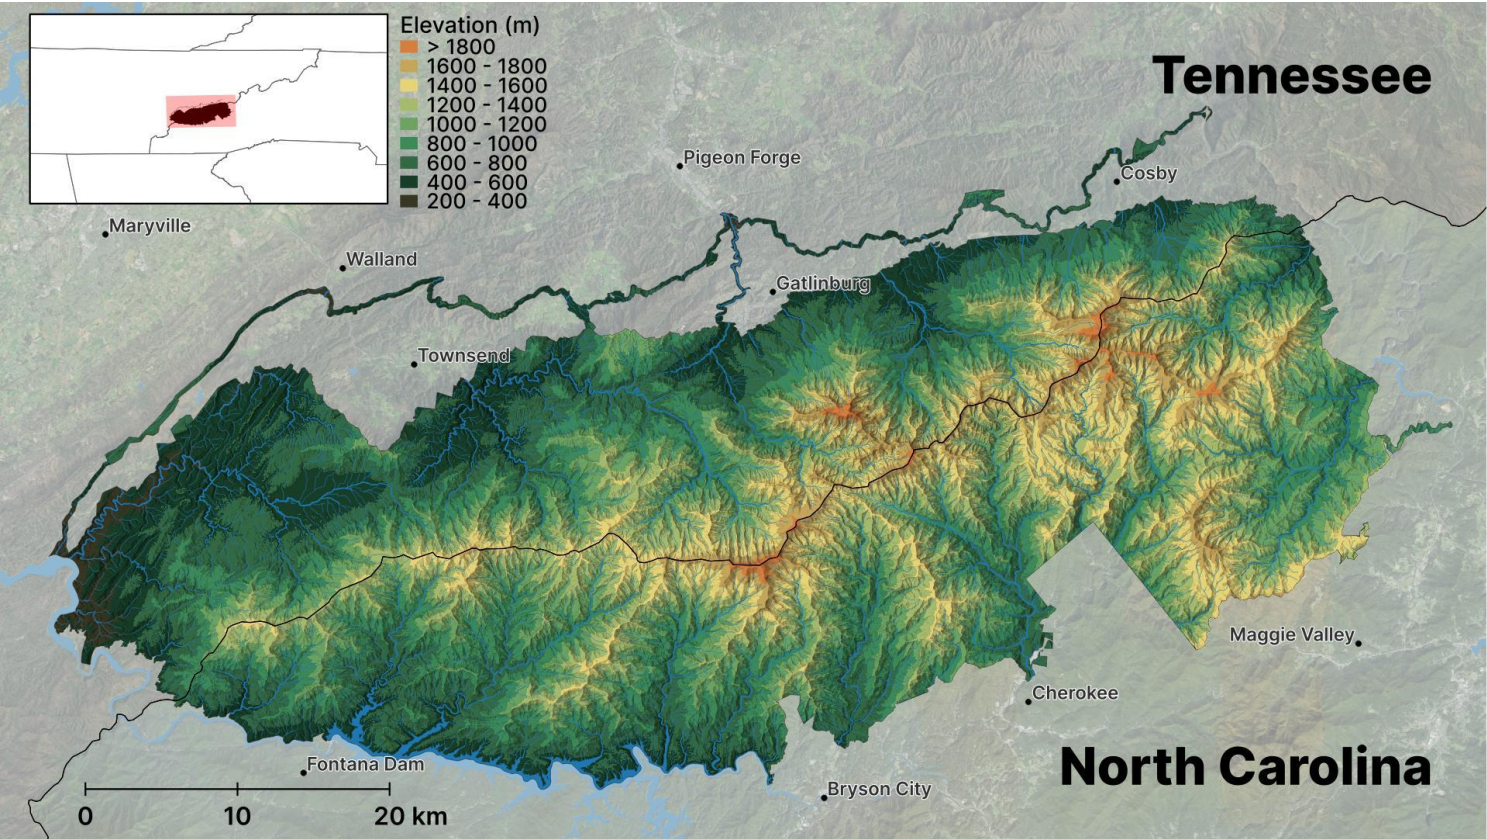 Elevation (m)
> 1800
1600 - 1800
1400 - 1600
1200 - 1400
1000 - 1200
800 - 1000
600 - 800
400 - 600
200 - 400
Tennessee
Pigeon Forge
Cosby
Maryville
Walland
Gatlinburg
Townsend
Maggie Valley
Cherokee
Fontana Dam
North Carolina
Bryson City
0 10 20 km